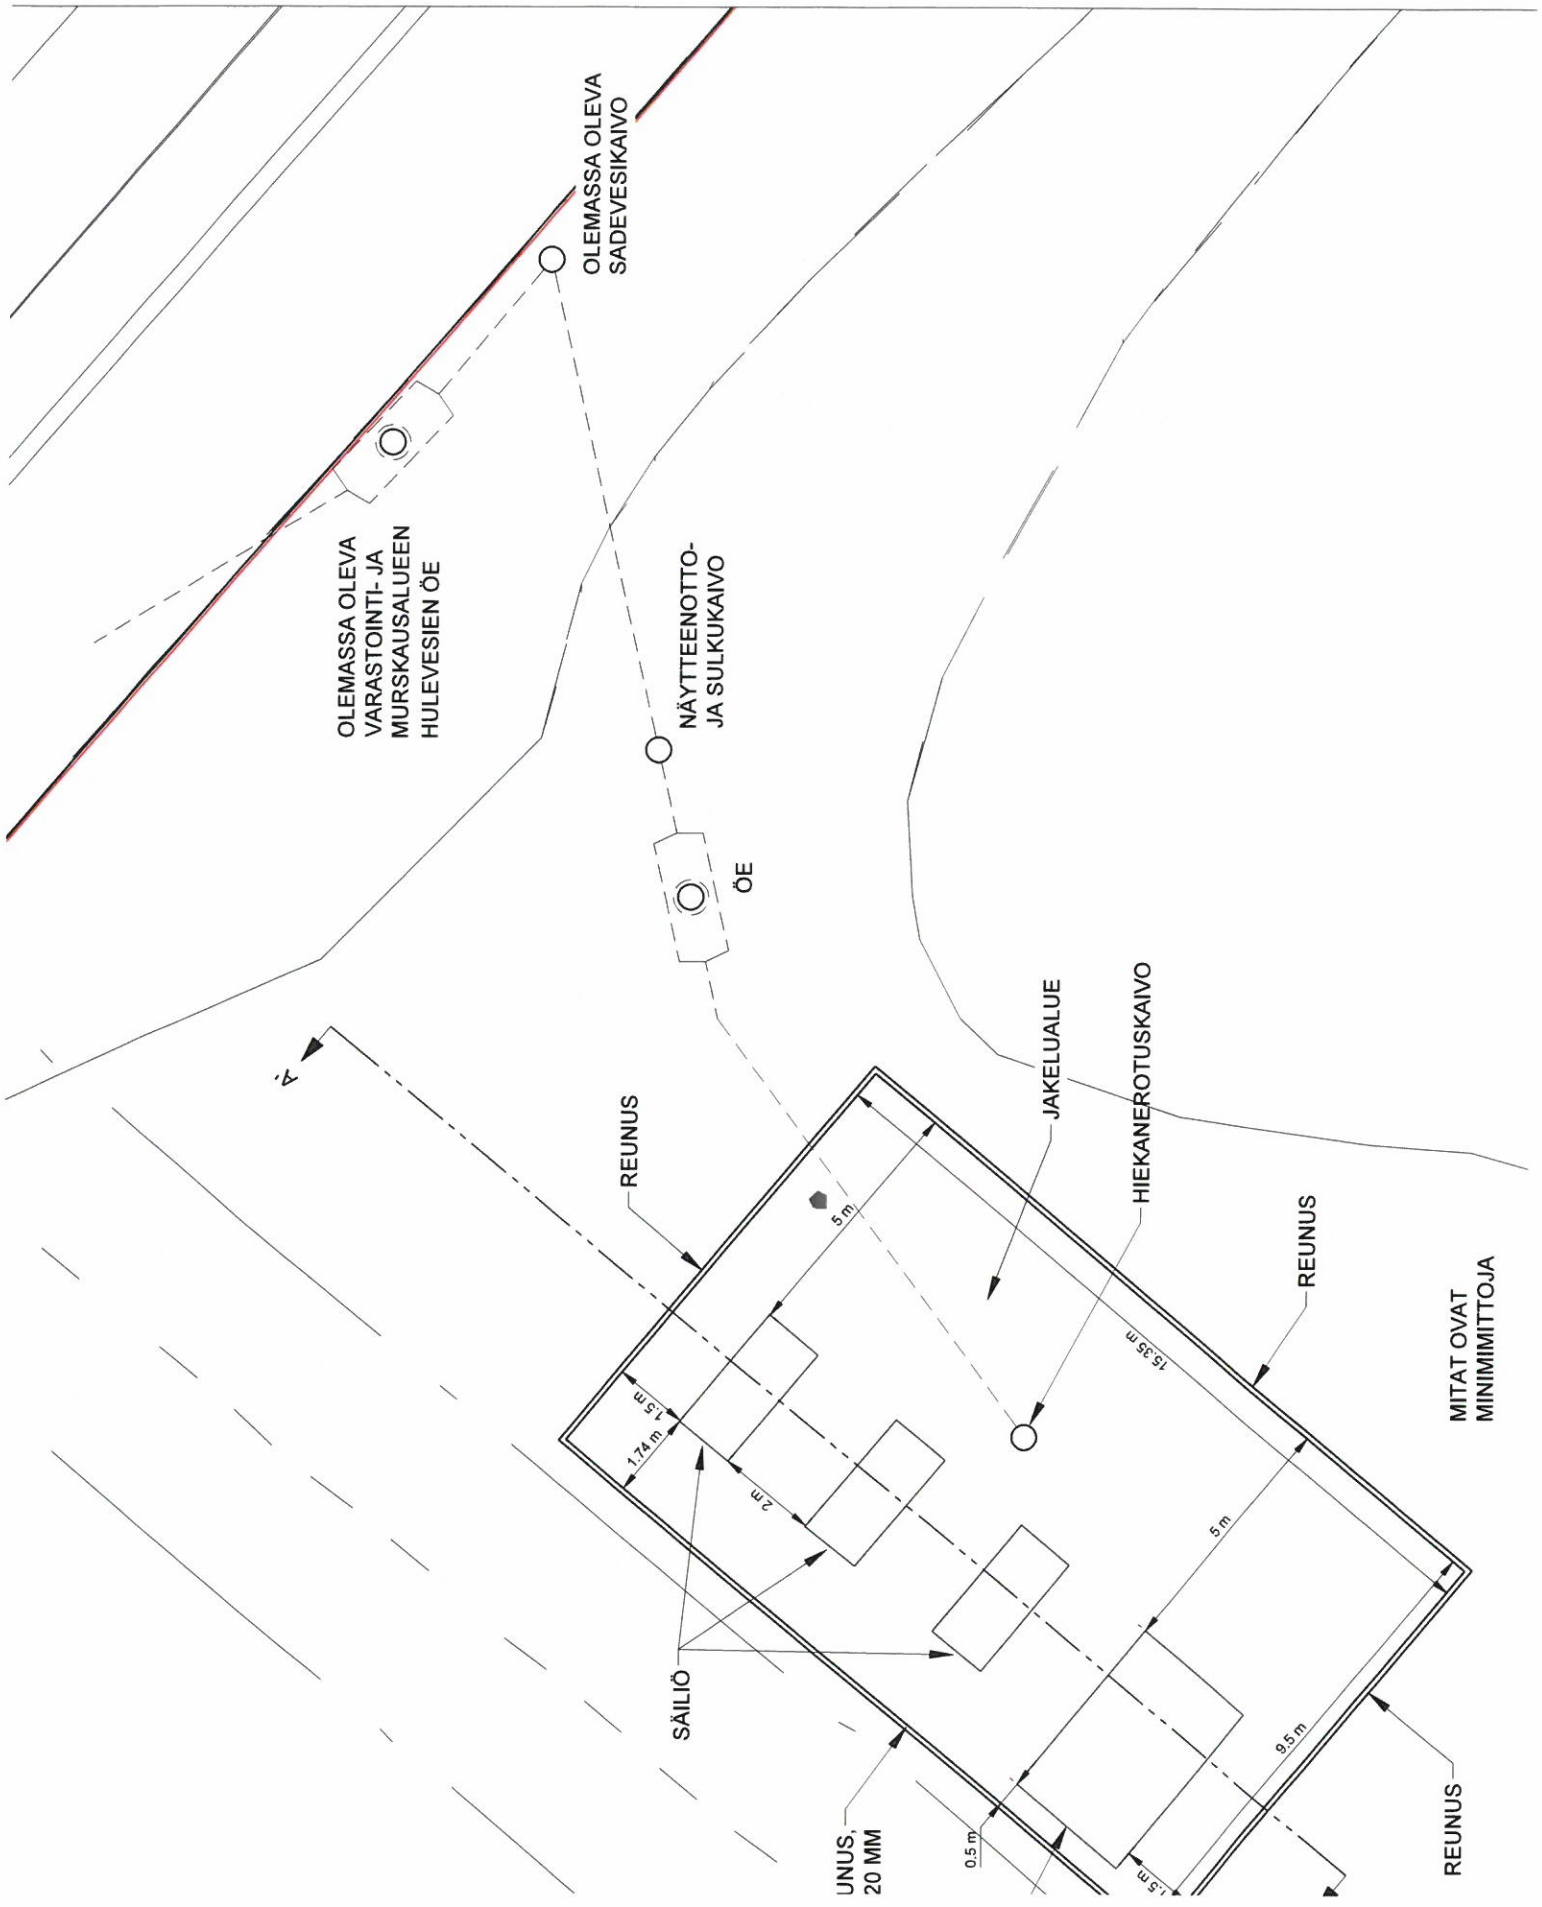 OLEMASSA OLEVA
SADEVESIKAIVO
OLEMASSA OLEVA
VARASTOINTI- JA
MURSKAUSALUEEN
HULEVESIEN ÖE
NÄYTTEENOTTO-
JA SULKUKAIVO
ÖE
A'
REUNUS
JAKELUALUE
HIEKANEROTUSKAIVO
5 m
15.35 m
REUNUS
1.5 m
1.74 m
2 m
SÄILIÖ
5 m
9.5 m
MITAT OVAT
MINIMIMITTOJA
UNUS,
20 MM
0.5 m
1.5 m
REUNUS